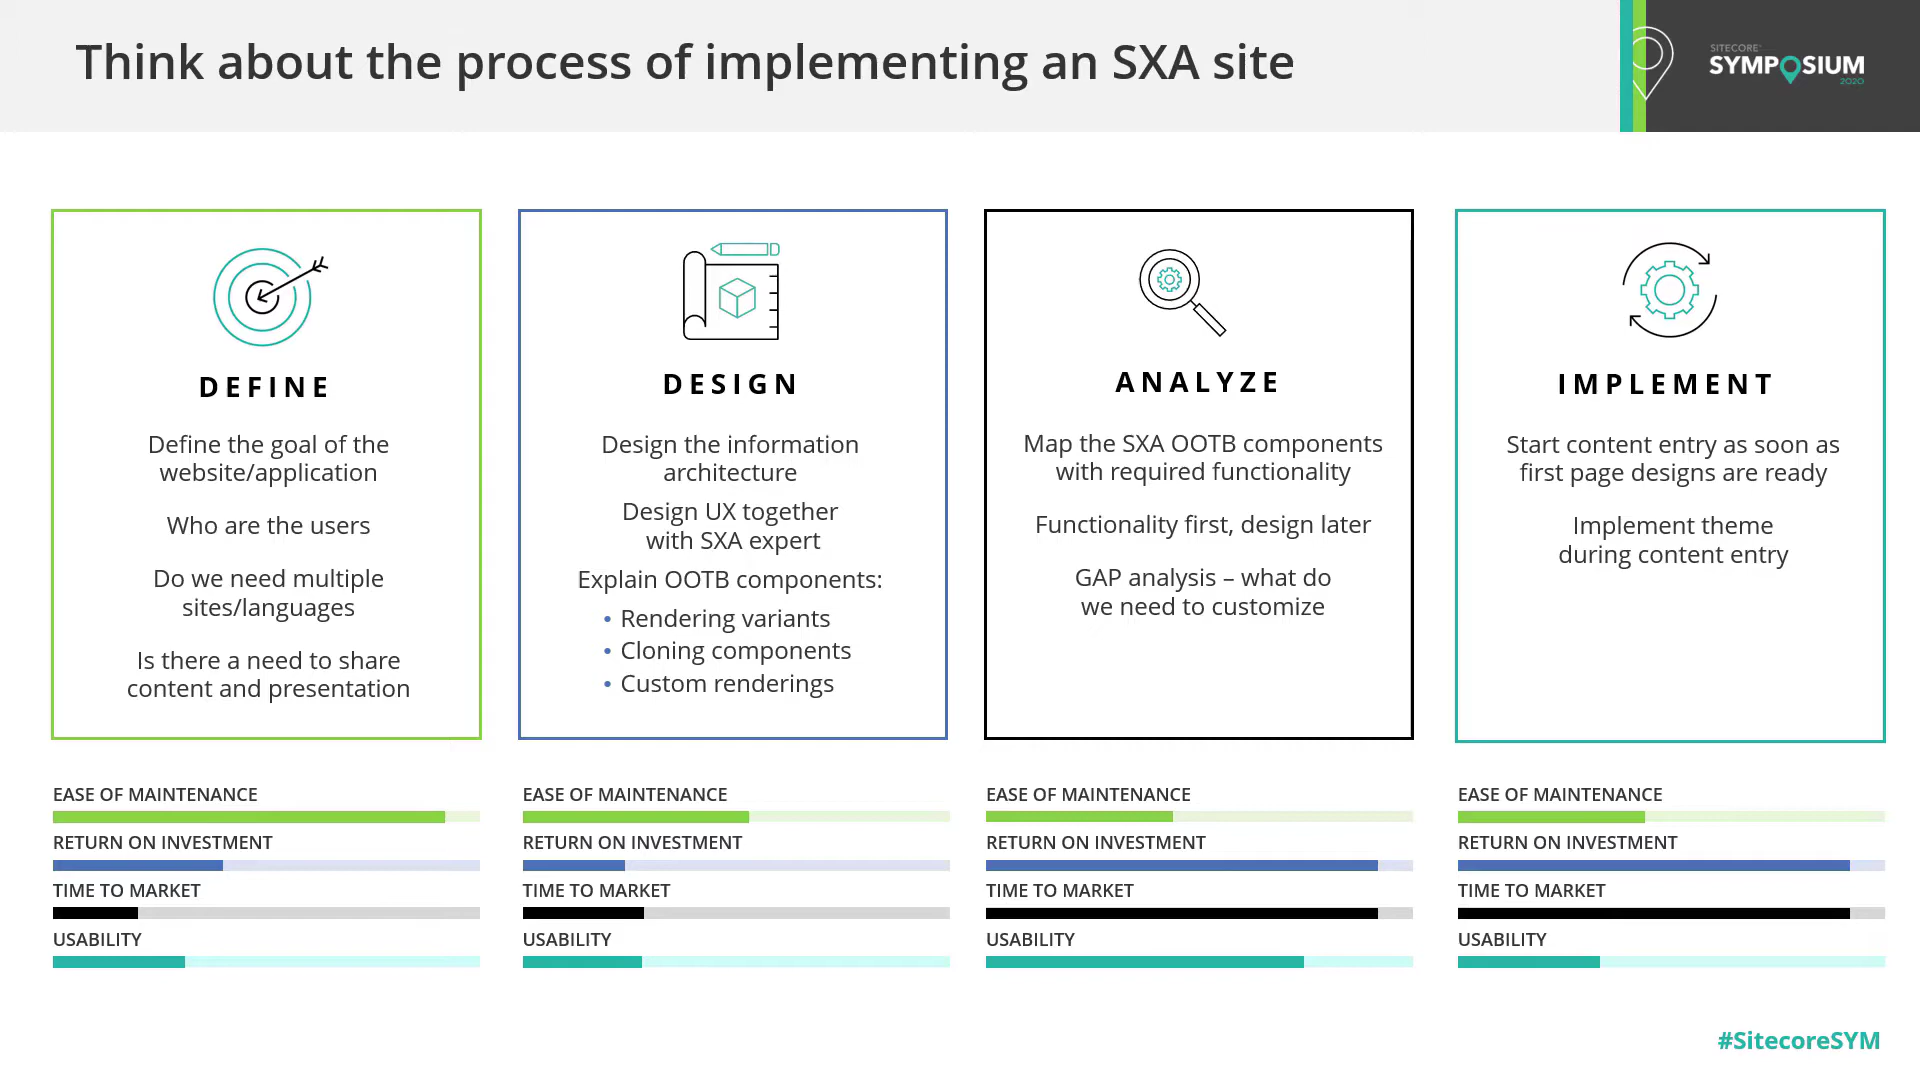 Think about the process of implementing an SXA site
SITECORE
SYMPOSIUM
2020
DEFINE
Define the goal of the
website/application
Who are the users
Do we need multiple
sites/languages
Is there a need to share
content and presentation
DESIGN
Design the information
architecture
Design UX together
with SXA expert
Explain OOTB components:
• Rendering variants
• Cloning components
• Custom renderings
ANALYZE
Map the SXA OOTB components
with required functionality
Functionality first, design later
GAP analysis – what do
we need to customize
IMPLEMENT
Start content entry as soon as
first page designs are ready
Implement theme
during content entry
EASE OF MAINTENANCE
RETURN ON INVESTMENT
TIME TO MARKET
USABILITY
EASE OF MAINTENANCE
RETURN ON INVESTMENT
TIME TO MARKET
USABILITY
EASE OF MAINTENANCE
RETURN ON INVESTMENT
TIME TO MARKET
USABILITY
EASE OF MAINTENANCE
RETURN ON INVESTMENT
TIME TO MARKET
USABILITY
#SitecoreSYM